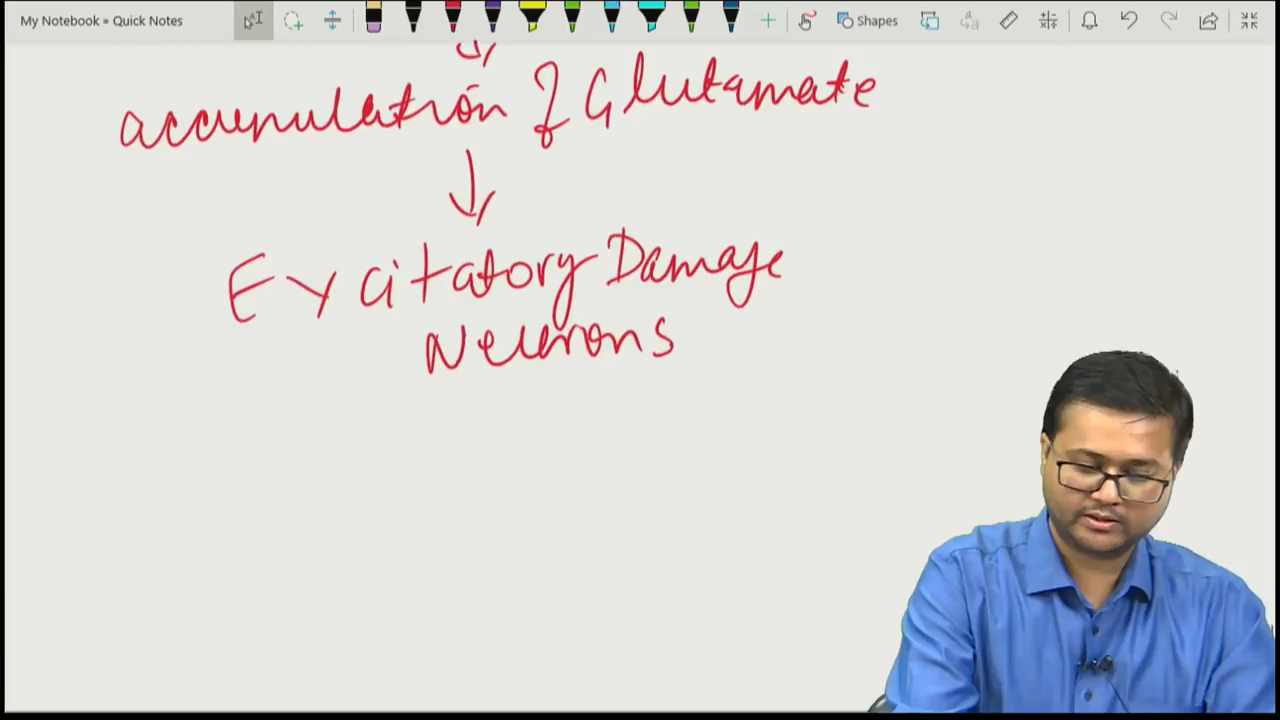 My Notebook » Quick Notes
Shapes
accumulation of Glutamate
Excitatory Damage
Neurons